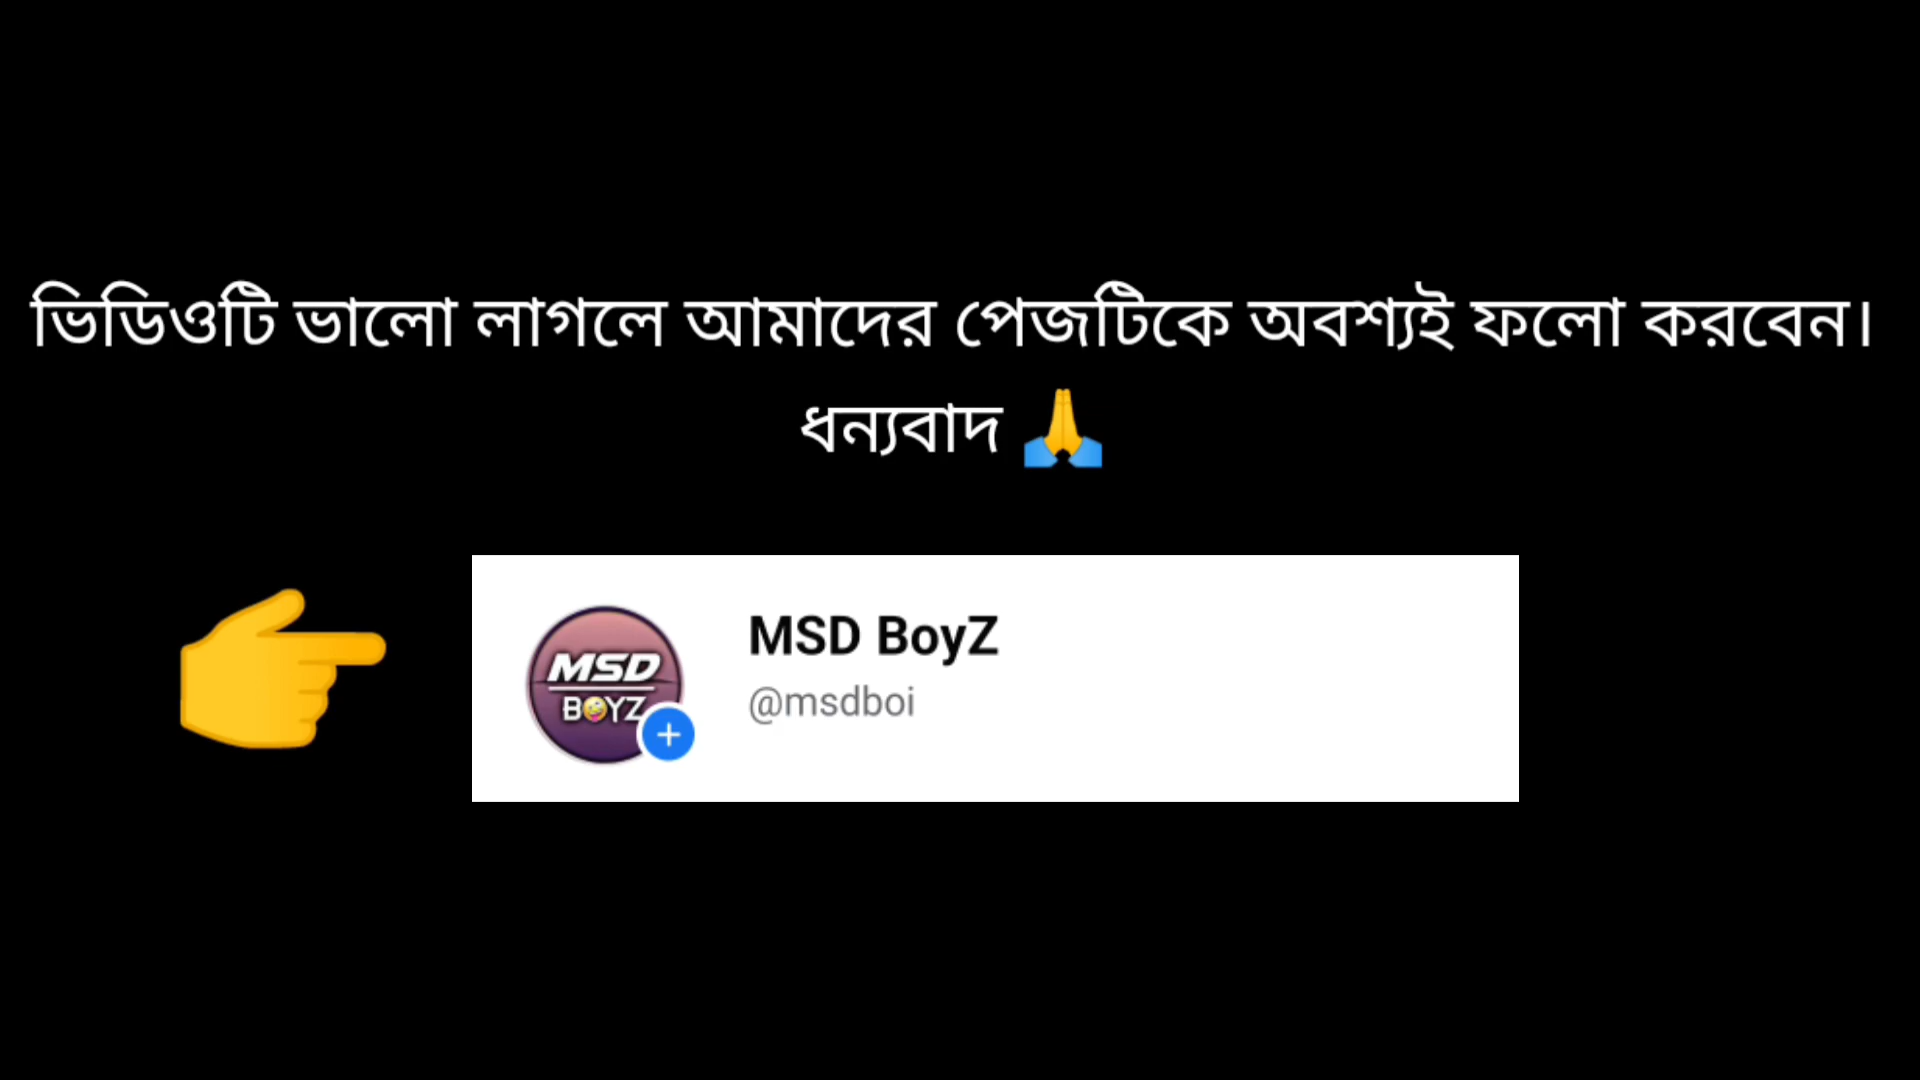 ভিডিওটি ভালো লাগলে আমাদের পেজটিকে অবশ্যই ফলো করবেন।
ধন্যবাদ 🙏
MSD BoyZ
@msdboi
MSD
BOYZ